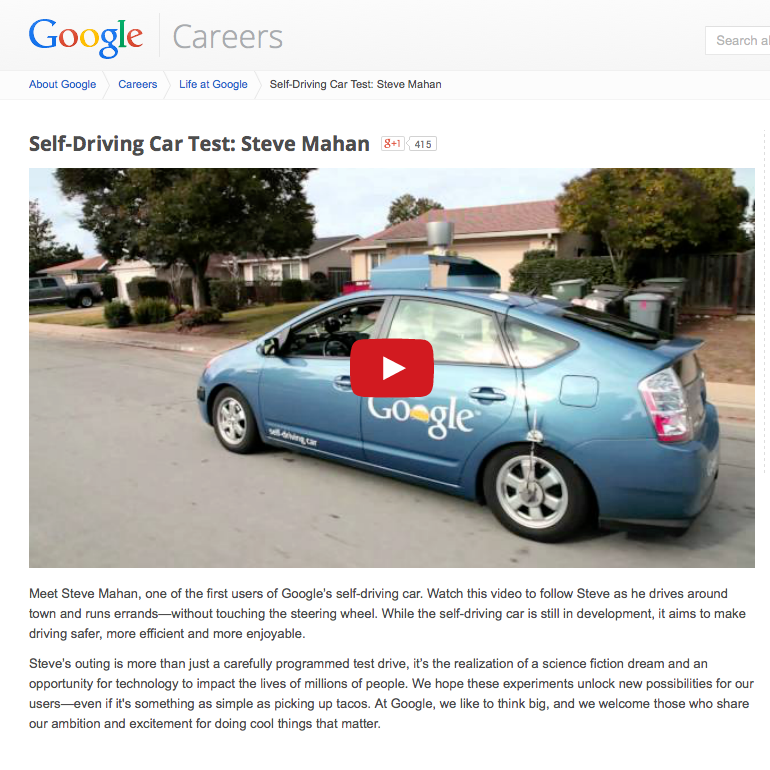 Google Careers
Search al
About Google Careers Life at Google Self-Driving Car Test: Steve Mahan
Self-Driving Car Test: Steve Mahan g+1 415
Google
self-driving car
Meet Steve Mahan, one of the first users of Google's self-driving car. Watch this video to follow Steve as he drives around
town and runs errands—without touching the steering wheel. While the self-driving car is still in development, it aims to make
driving safer, more efficient and more enjoyable.
Steve's outing is more than just a carefully programmed test drive, it's the realization of a science fiction dream and an
opportunity for technology to impact the lives of millions of people. We hope these experiments unlock new possibilities for our
users—even if it's something as simple as picking up tacos. At Google, we like to think big, and we welcome those who share
our ambition and excitement for doing cool things that matter.